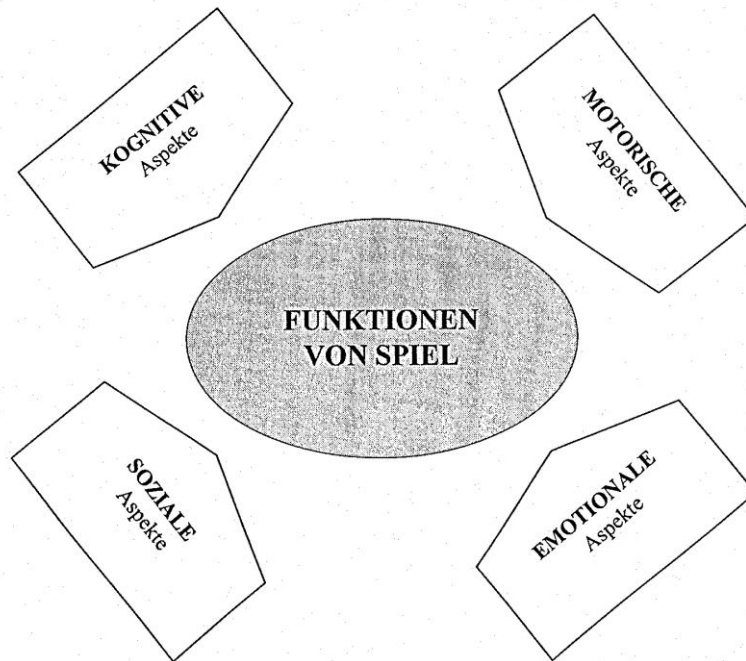 KOGNITIVE
Aspekte
MOTORISCHE
Aspekte
FUNKTIONEN
VON SPIEL
SOZIALE
Aspekte
EMOTIONALE
Aspekte